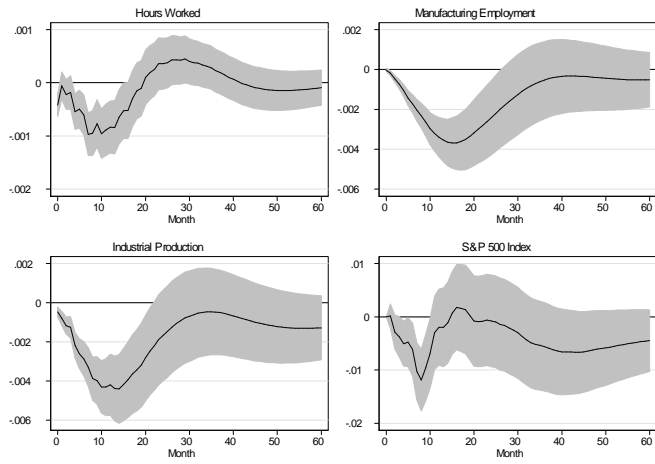 Hours Worked
.001
0
-.001
-.002
0 10 20 30 40 50 60
Month
Manufacturing Employment
.002
0
-.002
-.004
-.006
0 10 20 30 40 50 60
Month
Industrial Production
.002
0
-.002
-.004
-.006
0 10 20 30 40 50 60
Month
S&P 500 Index
.01
0
-.01
-.02
0 10 20 30 40 50 60
Month